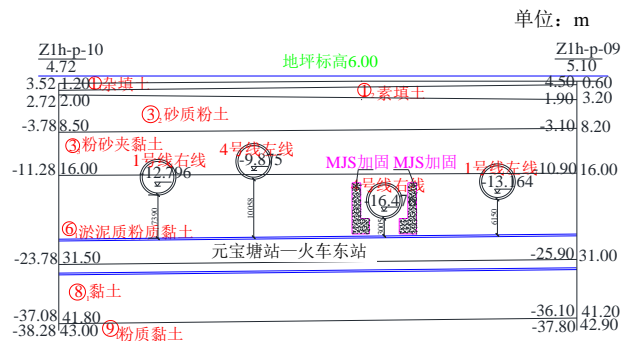 单位：m
Z1h-p-10
Z1h-p-09
4.72
地坪标高6.00
5.10
3.52 1.20 ①杂填土
4.50 0.60
2.72 2.00
① 素填土
1.90 3.20
③ 砂质粉土
-3.78 8.50
-3.10 8.20
③ 粉砂夹黏土
1号线右线
4号线左线
-9.875
MJS加固 MJS加固
1号线左线
-11.28 16.00
-12.796
4号线右线
-13.164
10.90 16.00
10088
6150
⑥ 淤泥质粉质黏土
元宝塘站—火车东站
-23.78 31.50
-25.90 31.00
⑧₁黏土
-37.08 41.80
-36.10 41.20
-38.28 43.00
⑨ 粉质黏土
-37.80 42.90